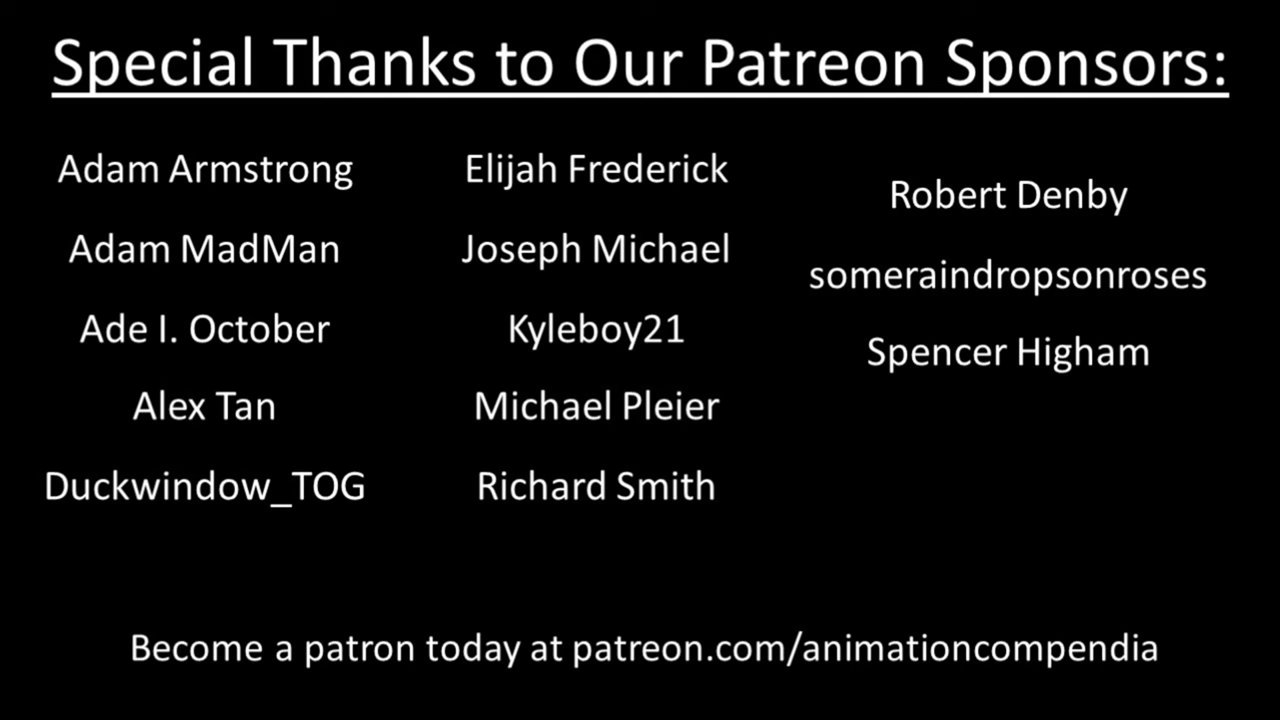 Special Thanks to Our Patreon Sponsors:
Adam Armstrong
Adam MadMan
Ade I. October
Alex Tan
Duckwindow_TOG
Elijah Frederick
Joseph Michael
Kyleboy21
Michael Pleier
Richard Smith
Robert Denby
someraindropsonroses
Spencer Higham
Become a patron today at patreon.com/animationcompendia